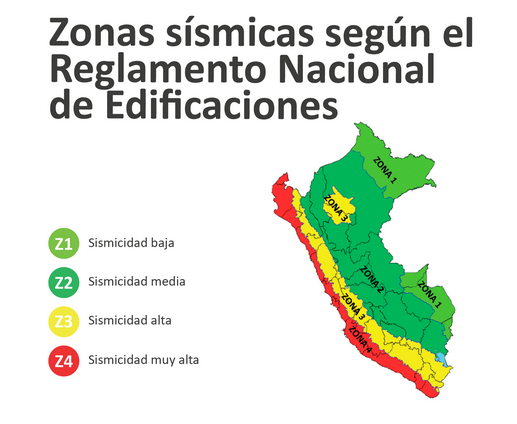 Zonas sísmicas según el
Reglamento Nacional
de Edificaciones
ZONA 1
ZONA 3
Z1 Sismicidad baja
Z2 Sismicidad media
Z3 Sismicidad alta
Z4 Sismicidad muy alta
ZONA 2
ZONA 1
ZONA 3
ZONA 4